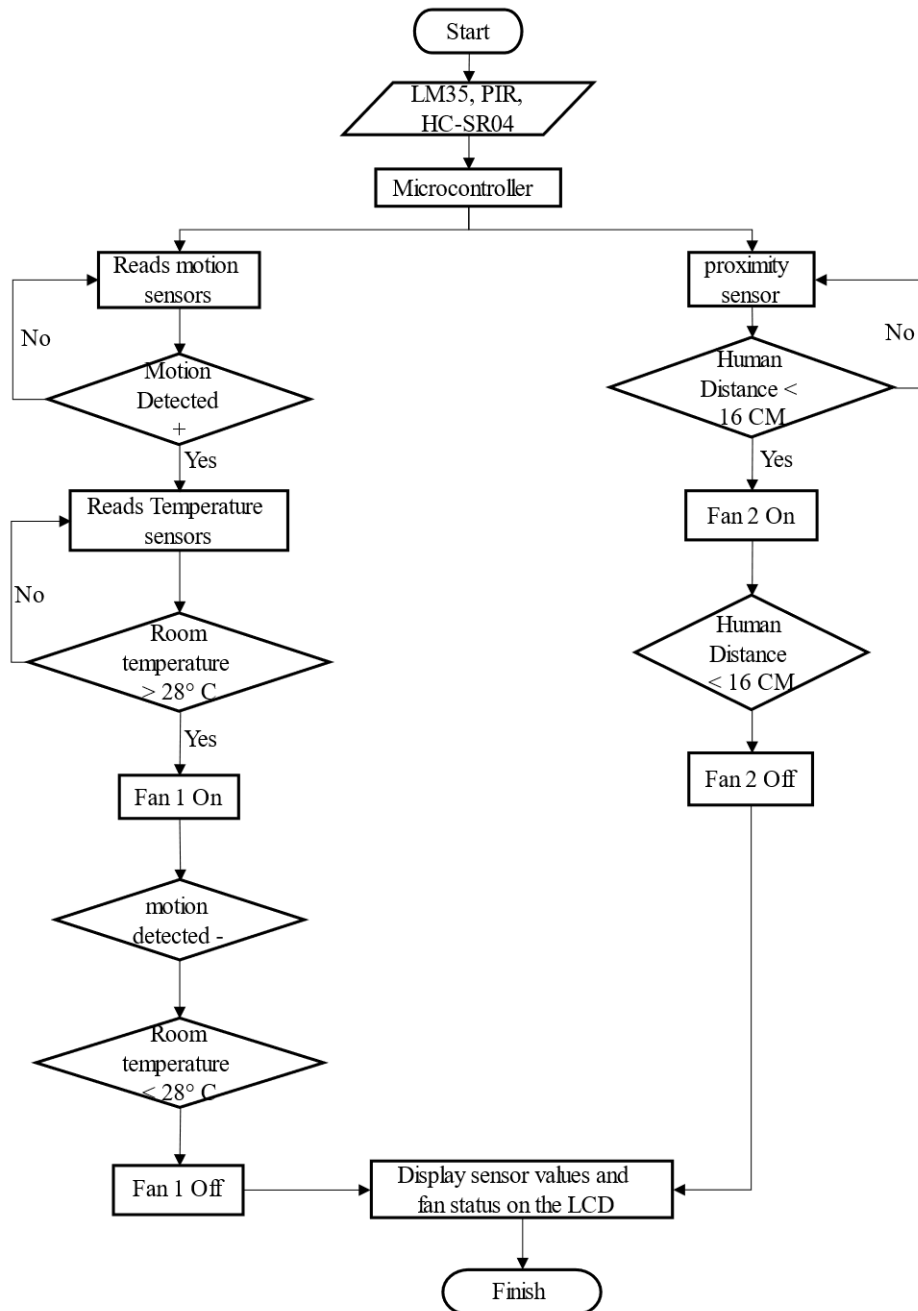 Start
LM35, PIR,
HC-SR04
Microcontroller
Reads motion
sensors
No
Motion
Detected
+
Yes
Reads Temperature
sensors
No
Room
temperature
> 28° C
Yes
Fan 1 On
motion
detected -
Room
temperature
< 28° C
Fan 1 Off
proximity
sensor
No
Human
Distance <
16 CM
Yes
Fan 2 On
Human
Distance
< 16 CM
Fan 2 Off
Display sensor values and
fan status on the LCD
Finish